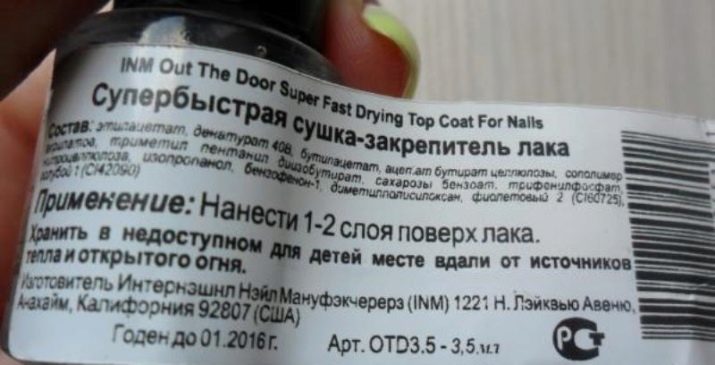 INM Out The Door Super Fast Drying Top Coat For Nails
Супербыстрая сушка-закрепитель лака
Состав: этилацетат, денатурат 40В, бутилацетат, ацетат бутират целлюлозы, сополимер
триметил пентанил диизобутират, сахарозы бензоат, трифенилфосфат,
нитроцеллюлоза, изопропанол, бензофенон-1, диметилполисилоксан, фиолетовый 2 (CI60725),
голубой 1 (CI42090)
Применение: Нанести 1-2 слоя поверх лака.
Хранить в недоступном для детей месте вдали от источников
тепла и открытого огня.
Изготовитель Интернэшнл Нэйл Мануфэкчерерз (INM) 1221 Н. Лэйквью Авеню,
Анахайм, Калифорния 92807 (США)
Годен до 01.2016г. Арт. OTD3.5 - 3,5мл